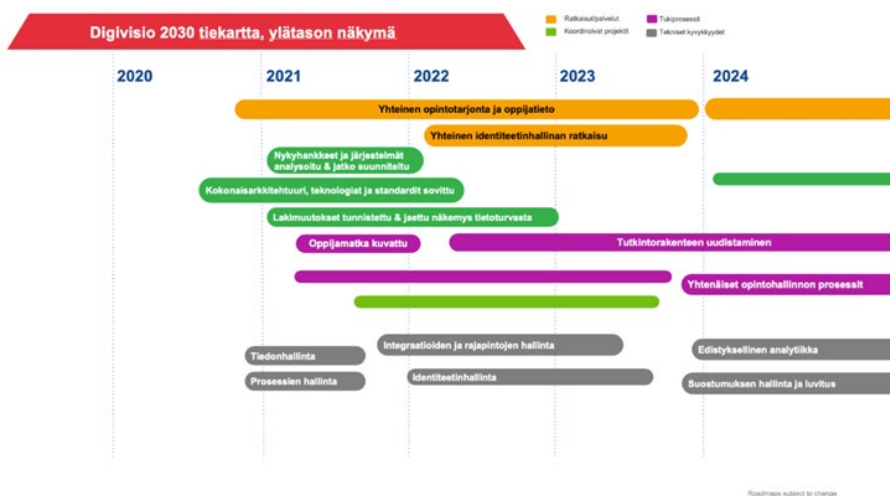 Digivisio 2030 tiekartta, ylätason näkymä
Ratkaisut/palvelut
Tukiprosessit
Koordinoivat projektit
Tekniset kyvykkyydet
2020
2021
2022
2023
2024
Yhteinen opintotarjonta ja oppijatieto
Yhteinen identiteetinhallinan ratkaisu
Nykyhankkeet ja järjestelmät
analysoitu & jatko suunniteltu
Kokonaisarkkitehtuuri, teknologiat ja standardit sovittu
Lakimuutokset tunnistettu & jaettu näkemys tietoturvasta
Oppijamatka kuvattu
Tutkintorakenteen uudistaminen
Yhtenäiset opintohallinnon prosessit
Integraatioiden ja rajapintojen hallinta
Edistyksellinen analytiikka
Tiedonhallinta
Prosessien hallinta
Identiteetinhallinta
Suostumuksen hallinta ja luvitus
Roadmaps subject to change